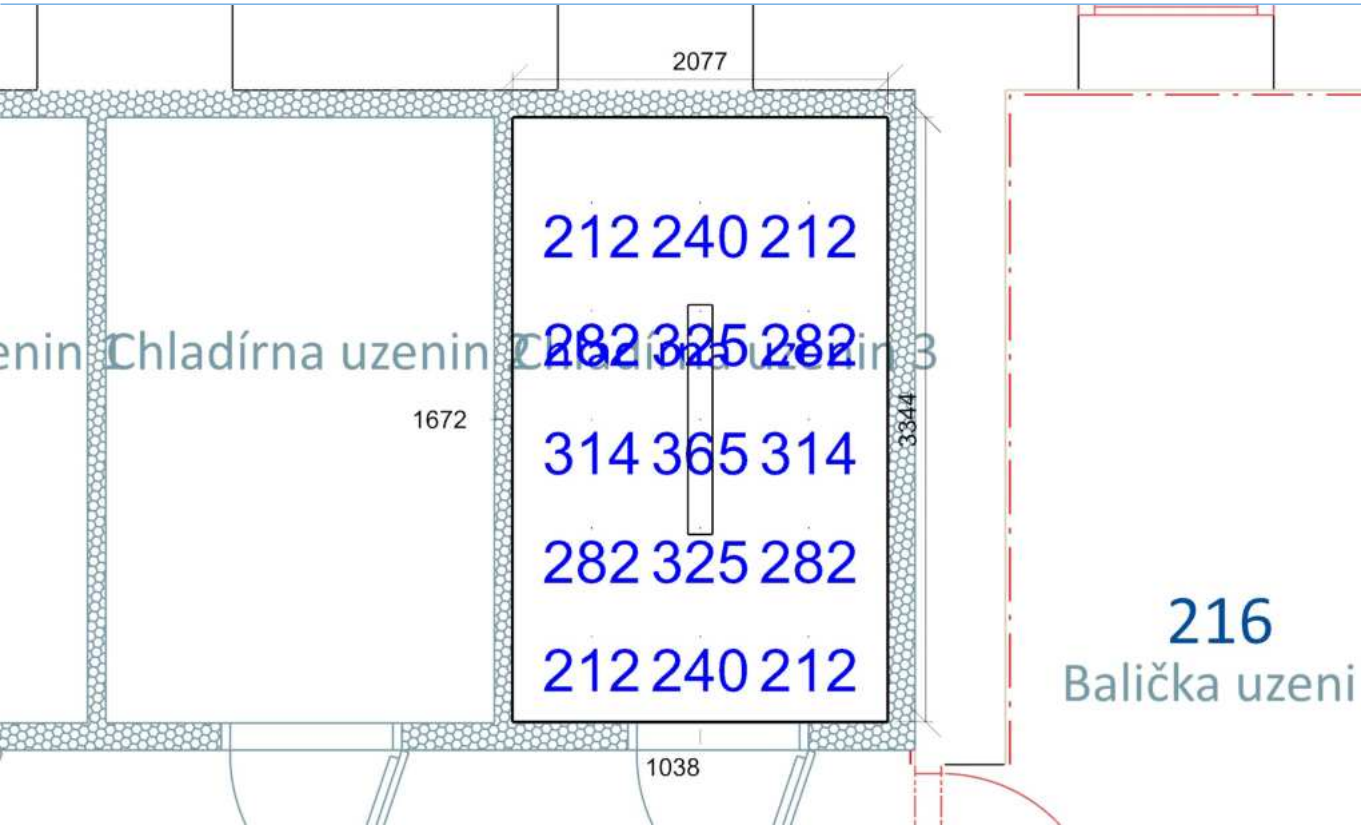 2077
212 240 212
282 325 282
enin 1
Chladírna uzenin 2
Chladírna uzenin 3
1672
3344
314 365 314
282 325 282
216
Balička uzeni
212 240 212
1038